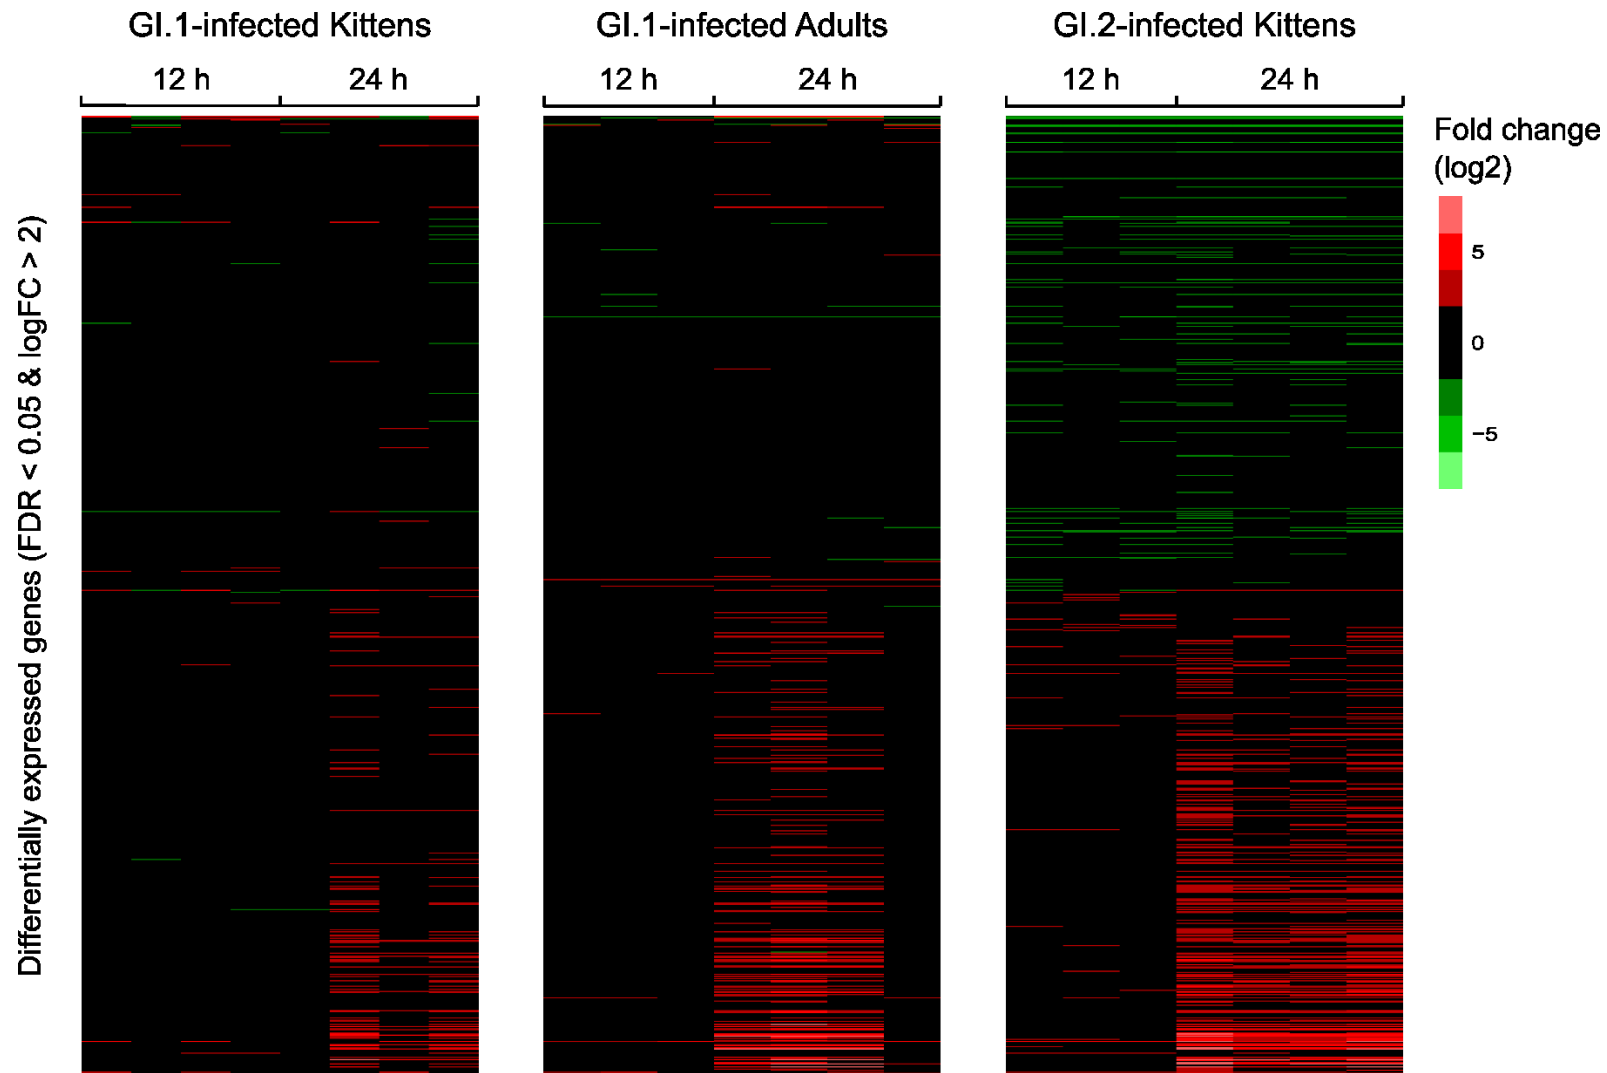 GI.1-infected Kittens
GI.1-infected Adults
GI.2-infected Kittens
12 h
24 h
12 h
24 h
12 h
24 h
Differentially expressed genes (FDR < 0.05 & logFC > 2)
Fold change
(log2)
5
0
−5